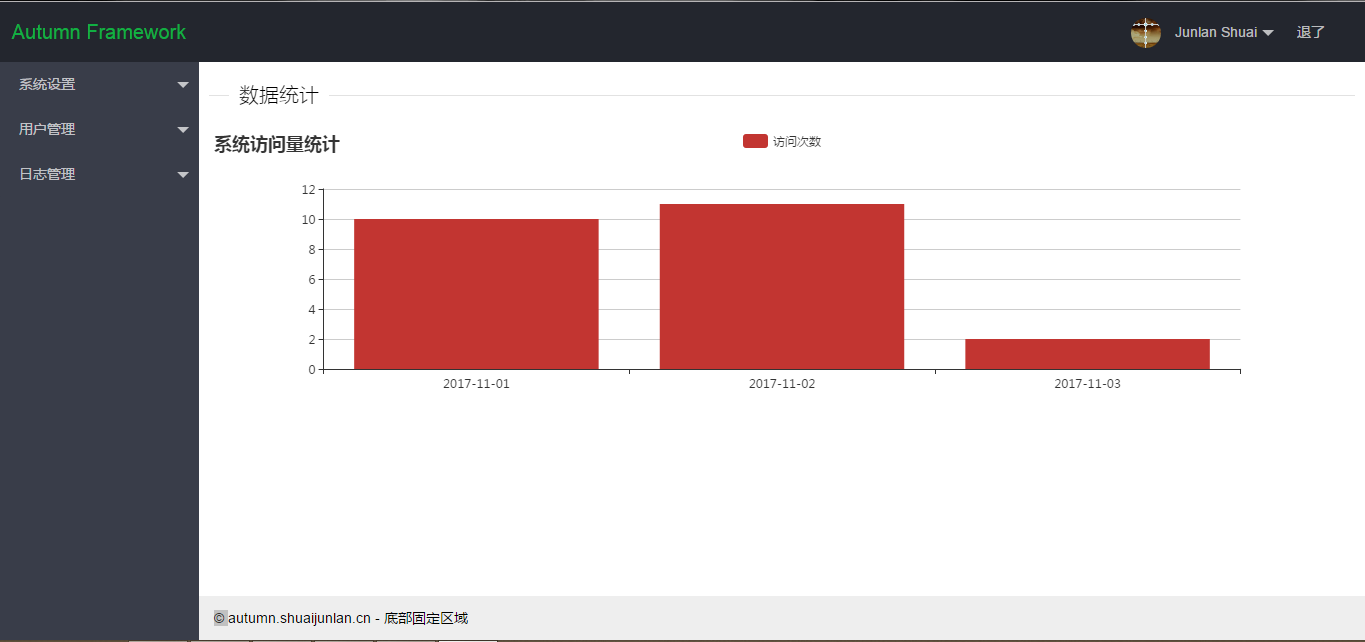 Autumn Framework
Junlan Shuai
退了
系统设置
用户管理
日志管理
数据统计
系统访问量统计
访问次数
12
10
8
6
4
2
0
2017-11-01
2017-11-02
2017-11-03
© autumn.shuaijunlan.cn - 底部固定区域